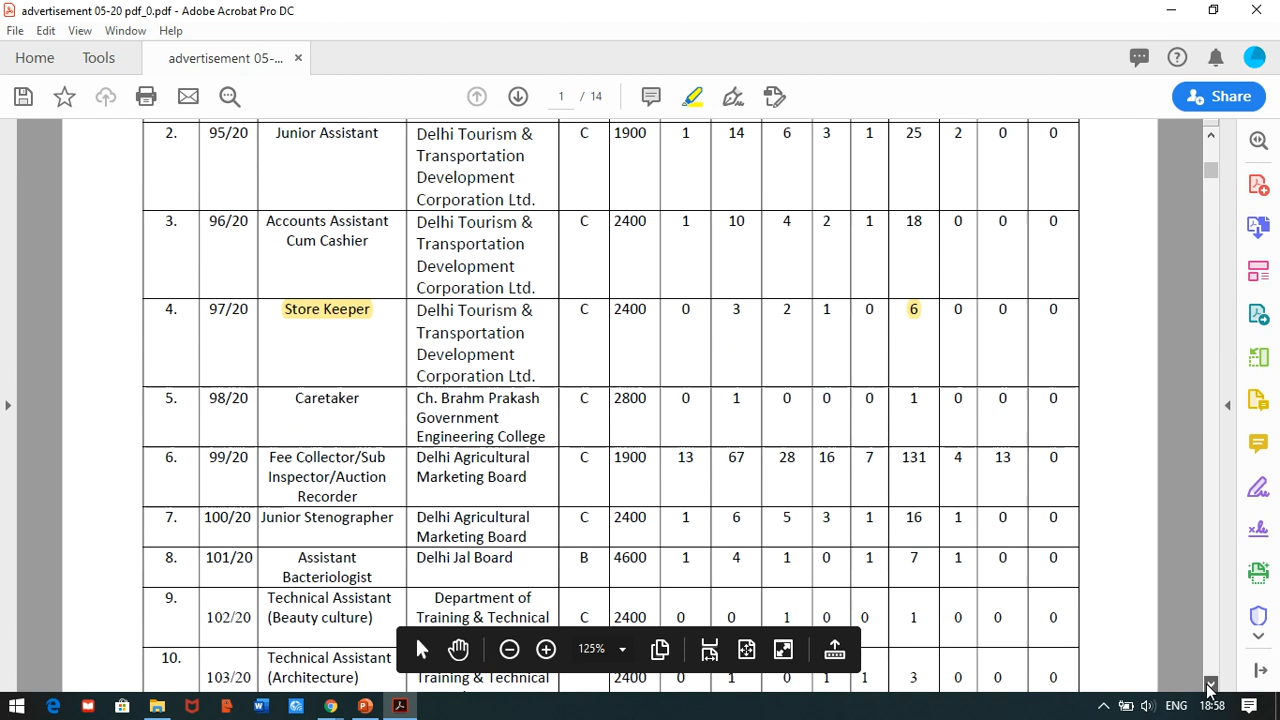 advertisement 05-20 pdf_0.pdf - Adobe Acrobat Pro DC
File Edit View Window Help
Home Tools advertisement 05-... ×
1 / 14 Share
2. 95/20 Junior Assistant Delhi Tourism & C 1900 1 14 6 3 1 25 2 0 0
Transportation
Development
Corporation Ltd.
3. 96/20 Accounts Assistant Delhi Tourism & C 2400 1 10 4 2 1 18 0 0 0
Cum Cashier Transportation
Development
Corporation Ltd.
4. 97/20 Store Keeper Delhi Tourism & C 2400 0 3 2 1 0 6 0 0 0
Transportation
Development
Corporation Ltd.
5. 98/20 Caretaker Ch. Brahm Prakash C 2800 0 1 0 0 0 1 0 0 0
Government
Engineering College
6. 99/20 Fee Collector/Sub Delhi Agricultural C 1900 13 67 28 16 7 131 4 13 0
Inspector/Auction Marketing Board
Recorder
7. 100/20 Junior Stenographer Delhi Agricultural C 2400 1 6 5 3 1 16 1 0 0
Marketing Board
8. 101/20 Assistant Delhi Jal Board B 4600 1 4 1 0 1 7 1 0 0
Bacteriologist
9. Technical Assistant Department of
102/20 (Beauty culture) Training & Technical C 2400 0 0 1 0 0 1 0 0 0
10. Technical Assistant
103/20 (Architecture) Training & Technical 2400 0 1 0 1 1 3 0 0 0
125%
ENG 18:58